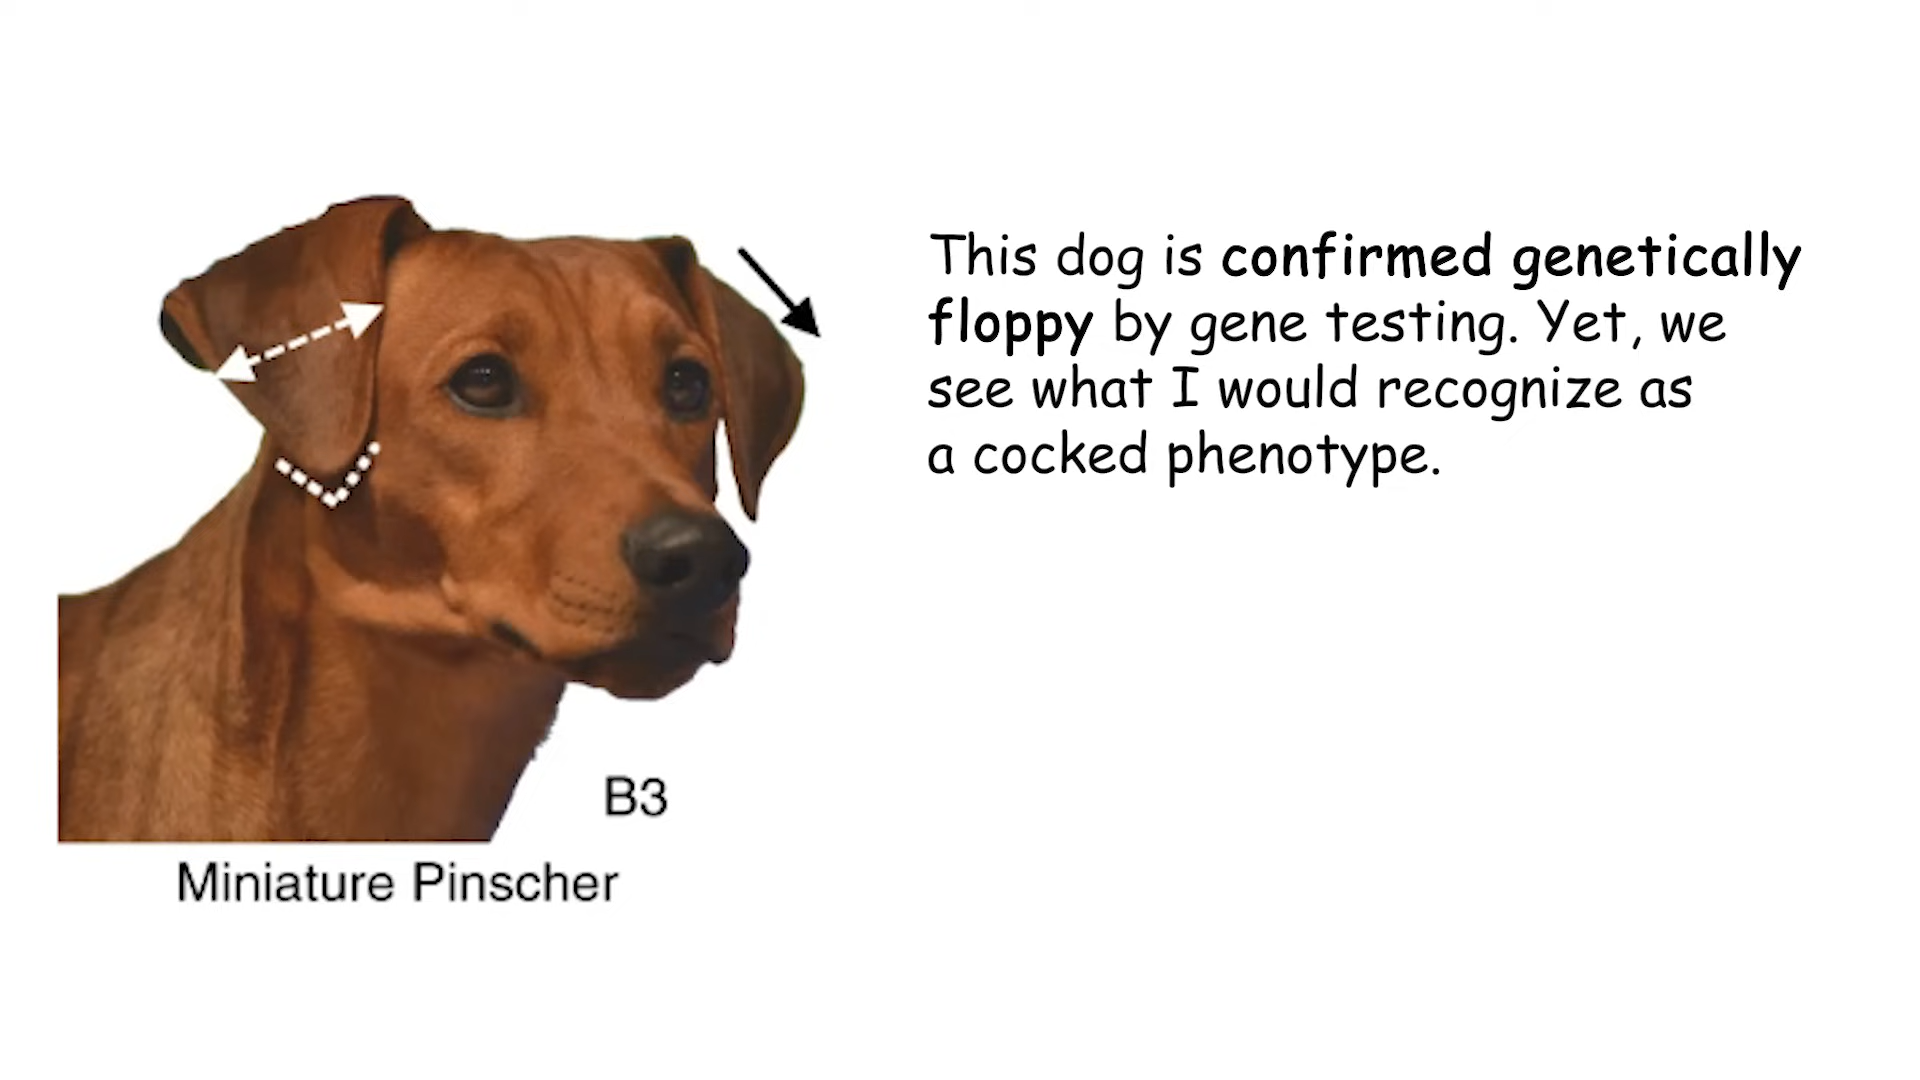 This dog is confirmed genetically
floppy by gene testing. Yet, we
see what I would recognize as
a cocked phenotype.
B3
Miniature Pinscher